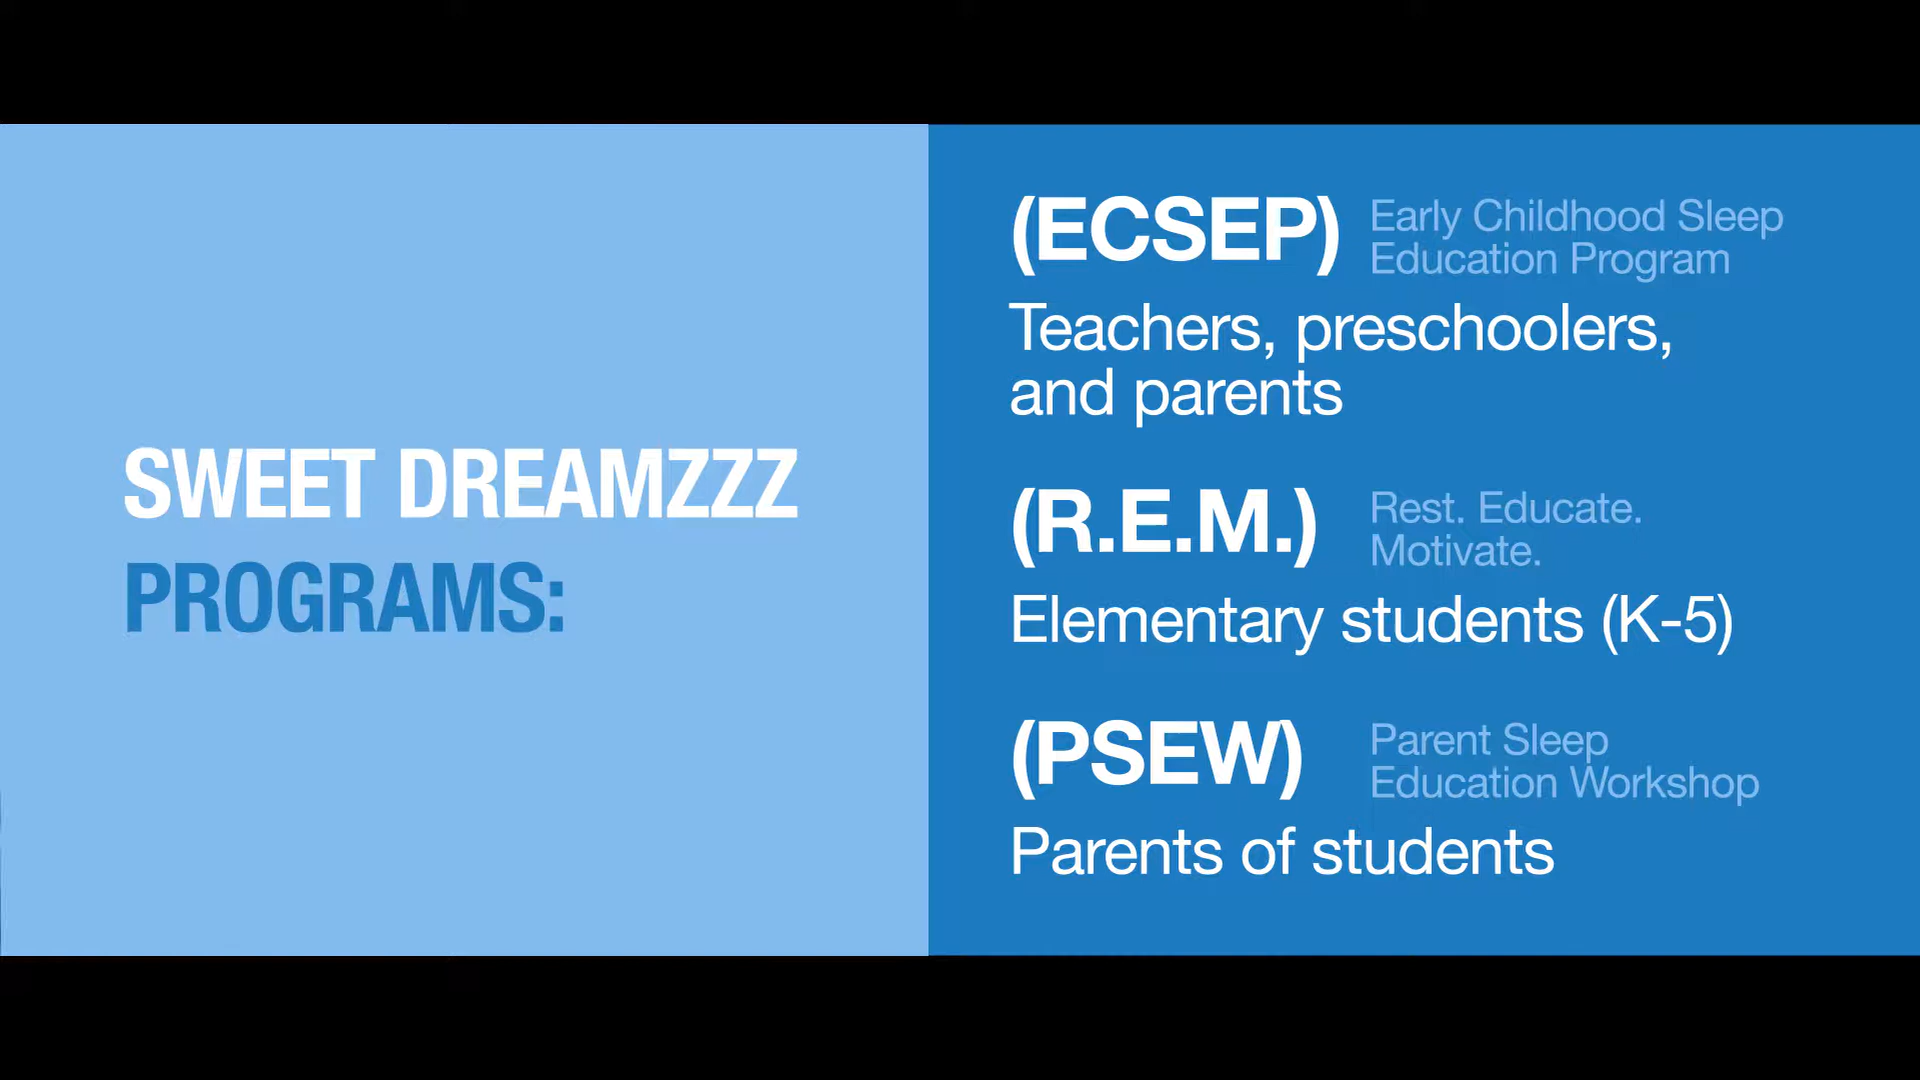 SWEET DREAMZZZ
PROGRAMS:
(ECSEP)
Early Childhood Sleep
Education Program
Teachers, preschoolers,
and parents
(R.E.M.)
Rest. Educate.
Motivate.
Elementary students (K-5)
(PSEW)
Parent Sleep
Education Workshop
Parents of students